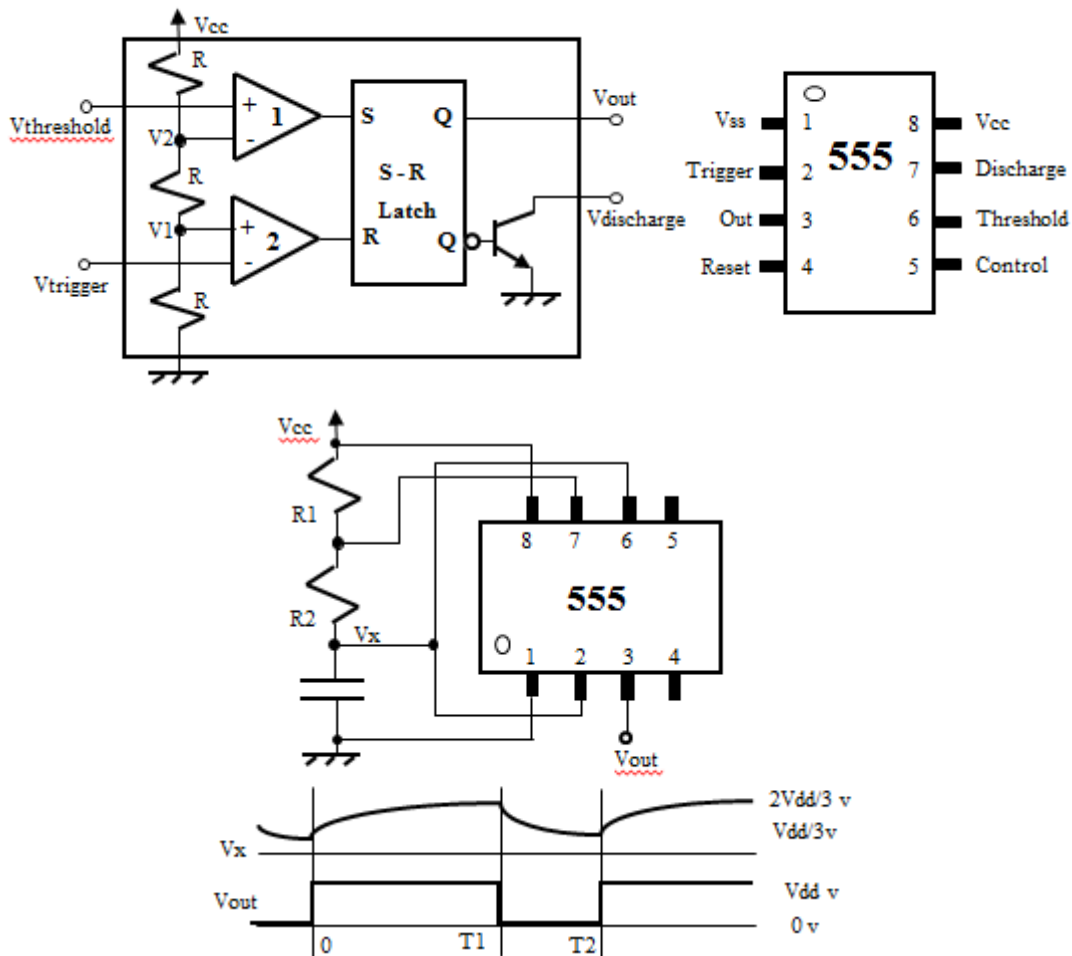 Vcc
R
Vthreshold
+
1
-
V2
R
V1
+
2
-
Vtrigger
R
S Q
S - R
Latch
R Q
Vout
Vdischarge
Vss 1 8 Vcc
555
Trigger 2 7 Discharge
Out 3 6 Threshold
Reset 4 5 Control
Vcc
R1
R2
Vx
8 7 6 5
555
1 2 3 4
Vout
2Vdd/3 v
Vdd/3v
Vx
Vout
Vdd v
0 v
0 T1 T2